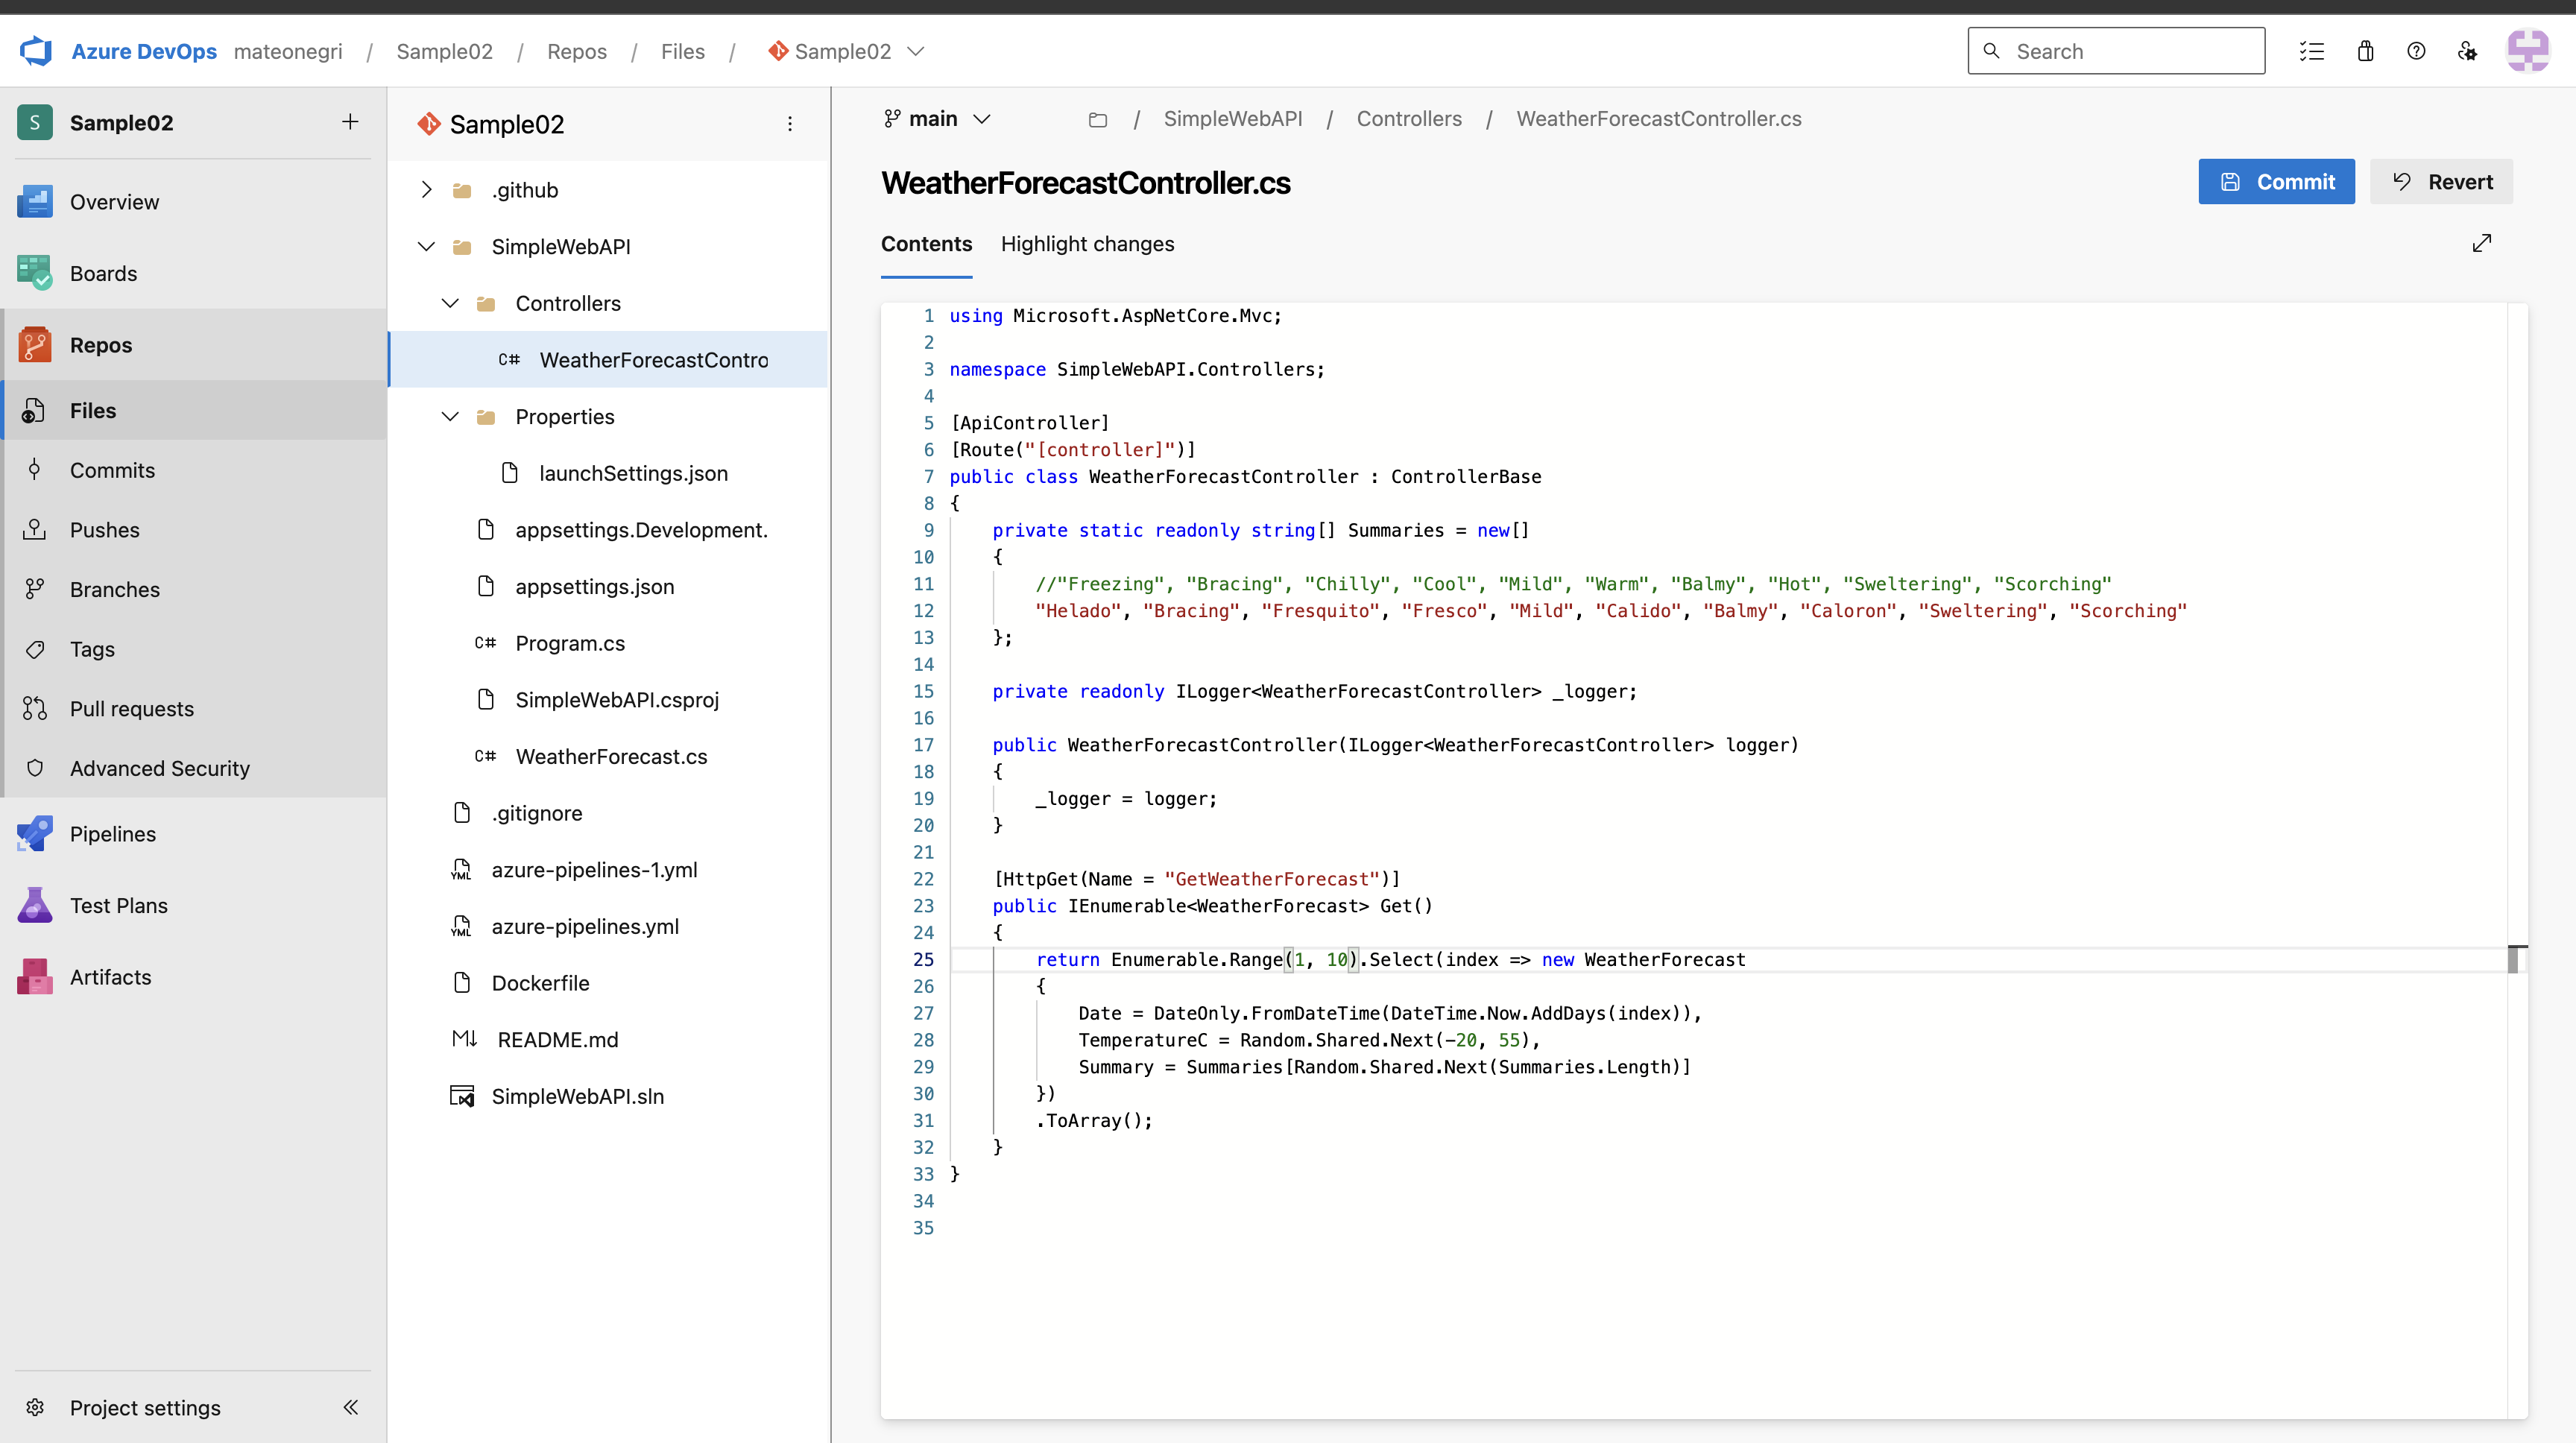 Azure DevOps mateonegri / Sample02 / Repos / Files / Sample02
Search
S Sample02
Overview
Boards
Repos
Files
Commits
Pushes
Branches
Tags
Pull requests
Advanced Security
Pipelines
Test Plans
Artifacts
Project settings
Sample02
.github
SimpleWebAPI
Controllers
C# WeatherForecastContro
Properties
launchSettings.json
appsettings.Development.
appsettings.json
C# Program.cs
SimpleWebAPI.csproj
C# WeatherForecast.cs
.gitignore
YML azure-pipelines-1.yml
YML azure-pipelines.yml
Dockerfile
M↓ README.md
SimpleWebAPI.sln
main / SimpleWebAPI / Controllers / WeatherForecastController.cs
WeatherForecastController.cs
Commit
Revert
Contents Highlight changes
1 using Microsoft.AspNetCore.Mvc;
2
3 namespace SimpleWebAPI.Controllers;
4
5 [ApiController]
6 [Route("[controller]")]
7 public class WeatherForecastController : ControllerBase
8 {
9     private static readonly string[] Summaries = new[]
10     {
11         //"Freezing", "Bracing", "Chilly", "Cool", "Mild", "Warm", "Balmy", "Hot", "Sweltering", "Scorching"
12         "Helado", "Bracing", "Fresquito", "Fresco", "Mild", "Calido", "Balmy", "Caloron", "Sweltering", "Scorching"
13     };
14
15     private readonly ILogger<WeatherForecastController> _logger;
16
17     public WeatherForecastController(ILogger<WeatherForecastController> logger)
18     {
19         _logger = logger;
20     }
21
22     [HttpGet(Name = "GetWeatherForecast")]
23     public IEnumerable<WeatherForecast> Get()
24     {
25         return Enumerable.Range(1, 10).Select(index => new WeatherForecast
26         {
27             Date = DateOnly.FromDateTime(DateTime.Now.AddDays(index)),
28             TemperatureC = Random.Shared.Next(-20, 55),
29             Summary = Summaries[Random.Shared.Next(Summaries.Length)]
30         })
31         .ToArray();
32     }
33 }
34
35